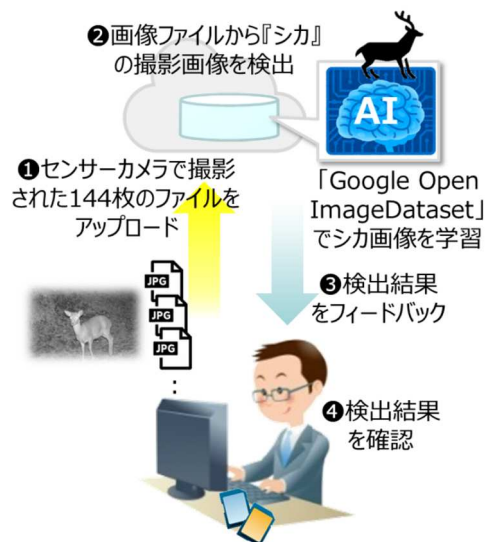 ❷画像ファイルから『シカ』
の撮影画像を検出
AI
❶センサーカメラで撮影
された144枚のファイルを
アップロード
「Google Open
ImageDataset」
でシカ画像を学習
JPG
JPG
JPG
:
❸検出結果
をフィードバック
❹検出結果
を確認